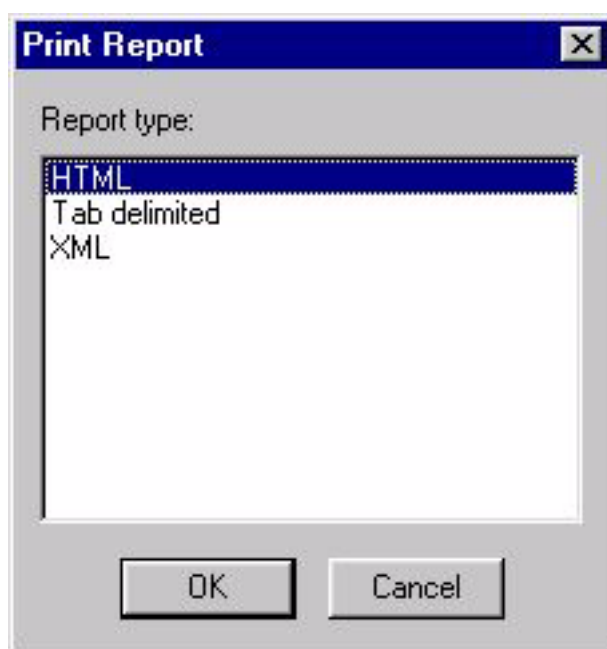 Print Report
Report type:
HTML
Tab delimited
XML
OK Cancel